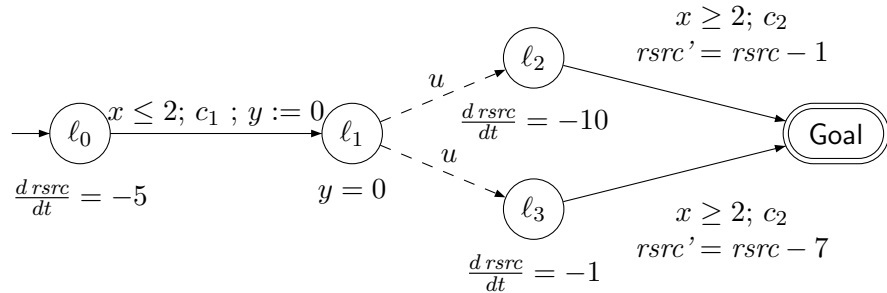 x ≥ 2; c₂
rsrc' = rsrc − 1
ℓ₂
u
x ≤ 2; c₁ ; y := 0
d rsrc/dt = −10
ℓ₀
ℓ₁
Goal
u
d rsrc/dt = −5
y = 0
ℓ₃
x ≥ 2; c₂
rsrc' = rsrc − 7
d rsrc/dt = −1